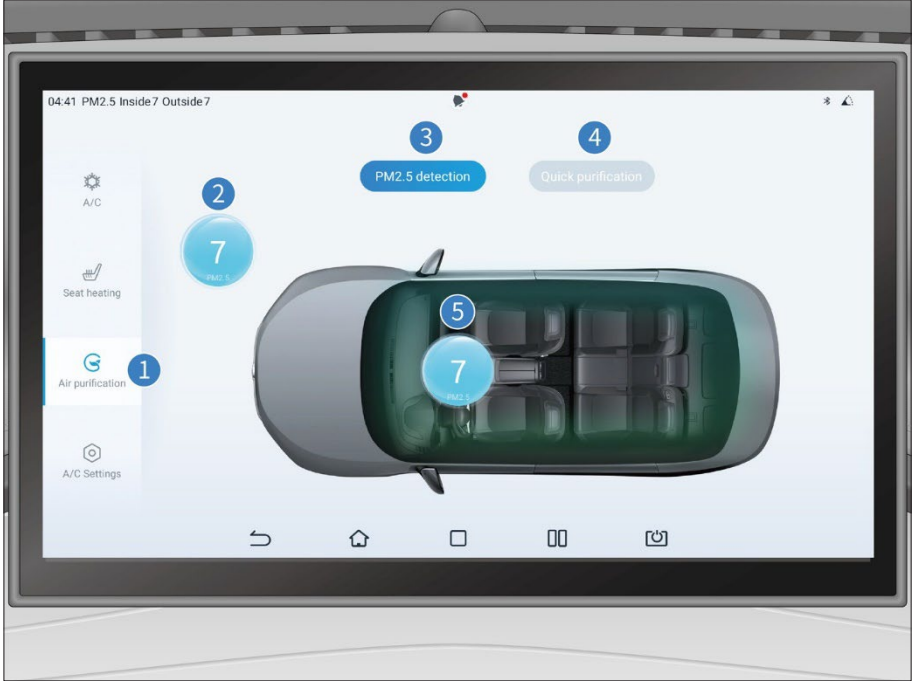 04:41 PM2.5 Inside 7 Outside 7
3
4
PM2.5 detection
Quick purification
A/C
2
7
PM2.5
Seat heating
5
7
PM2.5
1
Air purification
A/C Settings